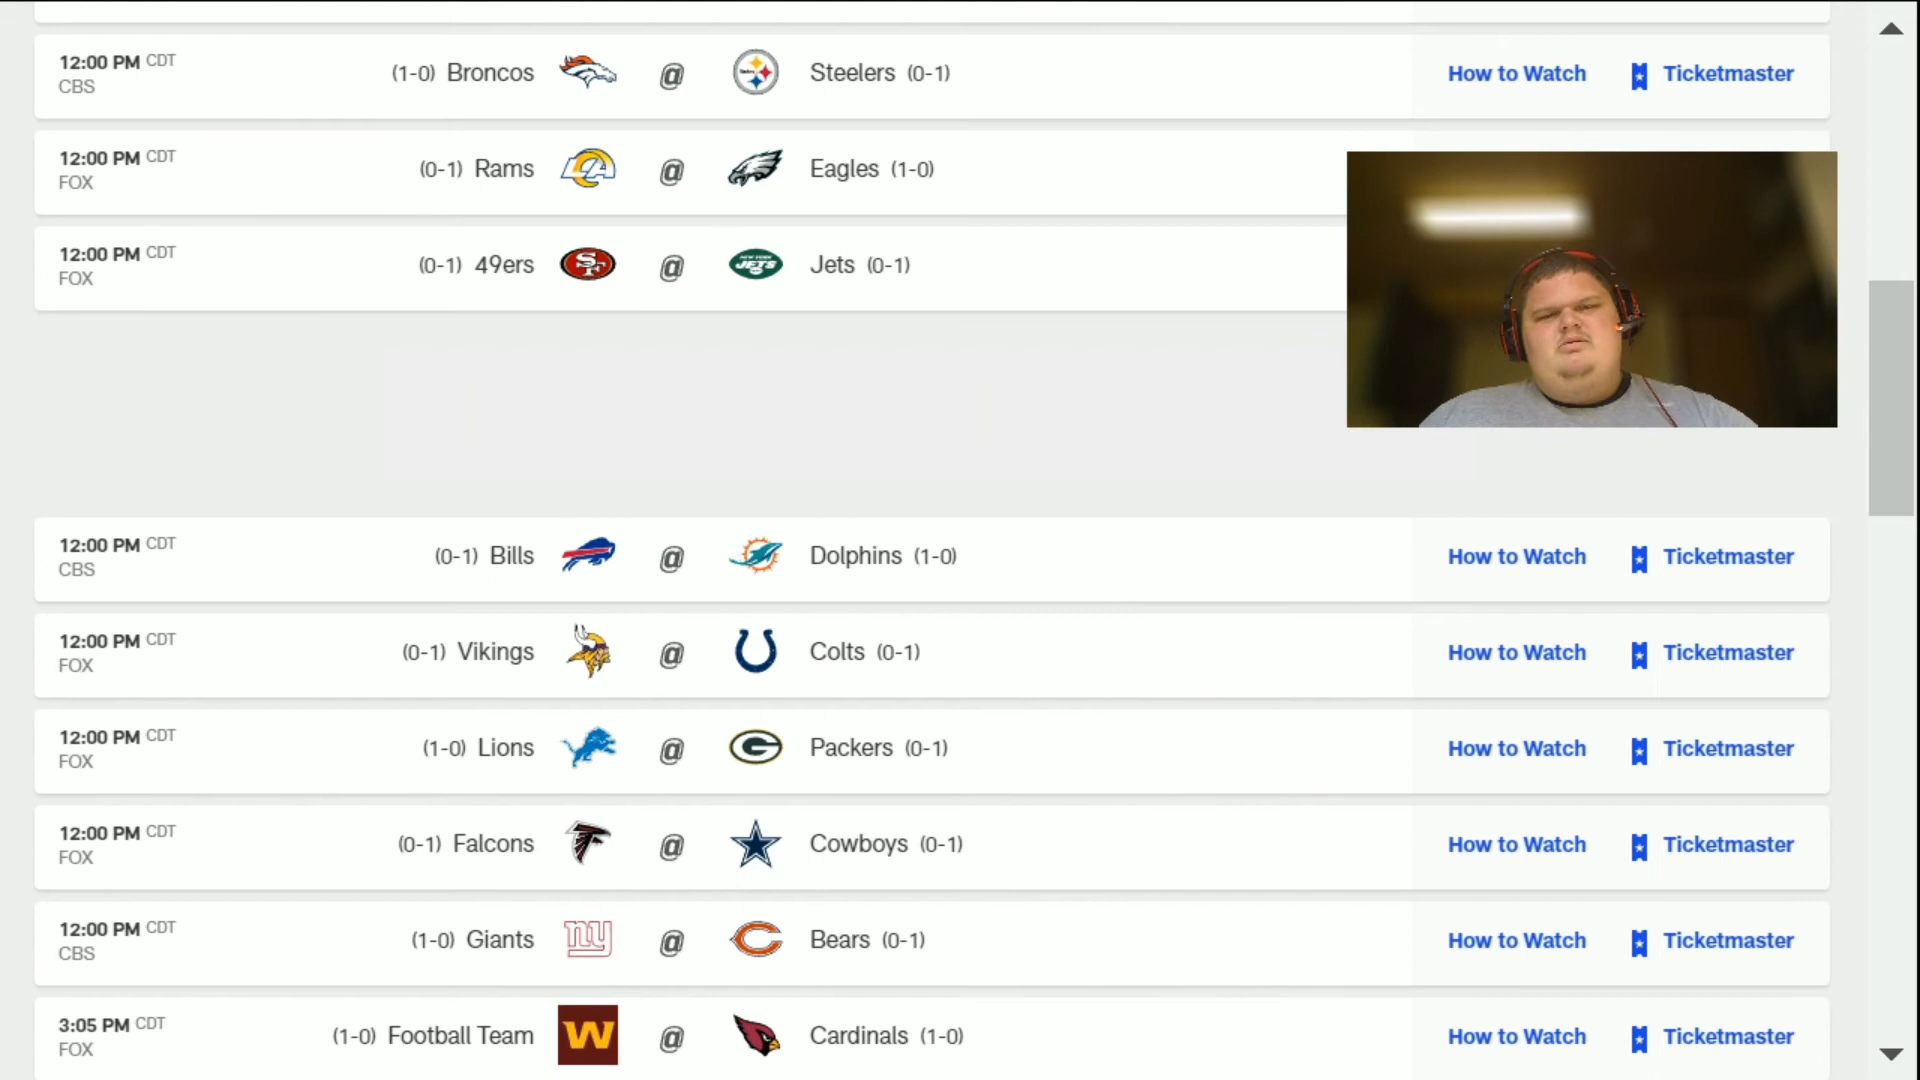 12:00 PM CDT
CBS
(1-0) Broncos @ Steelers (0-1)
How to Watch Ticketmaster
12:00 PM CDT
FOX
(0-1) Rams @ Eagles (1-0)
12:00 PM CDT
FOX
(0-1) 49ers @ Jets (0-1)
12:00 PM CDT
CBS
(0-1) Bills @ Dolphins (1-0)
How to Watch Ticketmaster
12:00 PM CDT
FOX
(0-1) Vikings @ Colts (0-1)
How to Watch Ticketmaster
12:00 PM CDT
FOX
(1-0) Lions @ Packers (0-1)
How to Watch Ticketmaster
12:00 PM CDT
FOX
(0-1) Falcons @ Cowboys (0-1)
How to Watch Ticketmaster
12:00 PM CDT
CBS
(1-0) Giants ny @ Bears (0-1)
How to Watch Ticketmaster
3:05 PM CDT
FOX
(1-0) Football Team W @ Cardinals (1-0)
How to Watch Ticketmaster